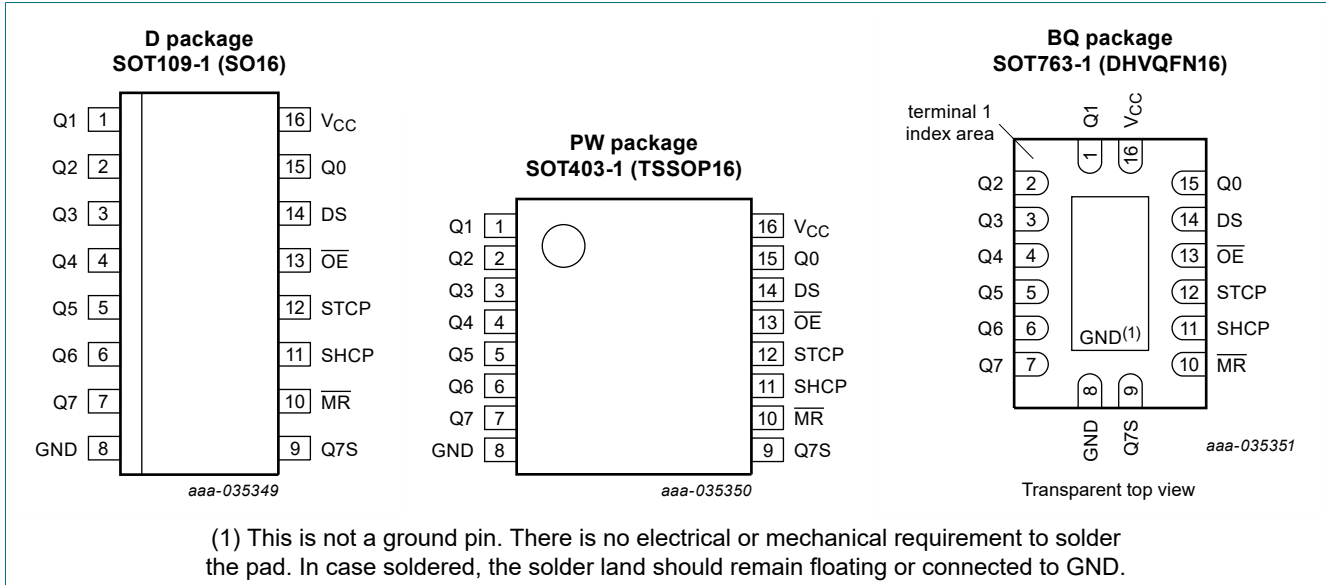 D package
SOT109-1 (SO16)
Q1 1 16 VCC
Q2 2 15 Q0
Q3 3 14 DS
Q4 4 13 O̅E̅
Q5 5 12 STCP
Q6 6 11 SHCP
Q7 7 10 M̅R̅
GND 8 9 Q7S
aaa-035349
PW package
SOT403-1 (TSSOP16)
Q1 1 16 VCC
Q2 2 15 Q0
Q3 3 14 DS
Q4 4 13 O̅E̅
Q5 5 12 STCP
Q6 6 11 SHCP
Q7 7 10 M̅R̅
GND 8 9 Q7S
aaa-035350
BQ package
SOT763-1 (DHVQFN16)
terminal 1
index area
Q1 VCC
1 16
Q2 2 15 Q0
Q3 3 14 DS
Q4 4 13 O̅E̅
Q5 5 12 STCP
Q6 6 11 SHCP
GND(1)
Q7 7 10 M̅R̅
8 9
GND Q7S
aaa-035351
Transparent top view
(1) This is not a ground pin. There is no electrical or mechanical requirement to solder
the pad. In case soldered, the solder land should remain floating or connected to GND.